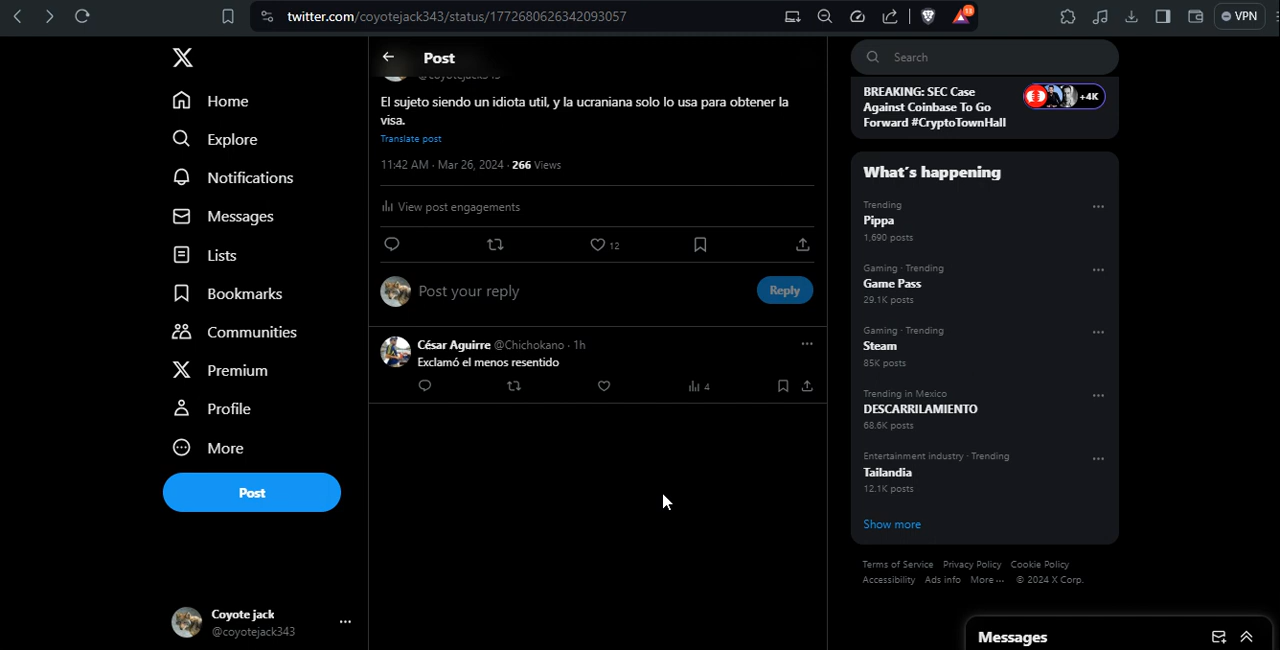 twitter.com/coyotejack343/status/1772680626342093057
VPN
Home
Explore
Notifications
Messages
Lists
Bookmarks
Communities
Premium
Profile
More
Post
Coyote jack
@coyotejack343
Post
@coyotejack343
El sujeto siendo un idiota util, y la ucraniana solo lo usa para obtener la
visa.
Translate post
11:42 AM · Mar 26, 2024 · 266 Views
View post engagements
12
Post your reply
Reply
César Aguirre @Chichokano · 1h
Exclamó el menos resentido
4
Search
BREAKING: SEC Case
Against Coinbase To Go
Forward #CryptoTownHall
+4K
What's happening
Trending
Pippa
1,690 posts
Gaming · Trending
Game Pass
29.1K posts
Gaming · Trending
Steam
85K posts
Trending in Mexico
DESCARRILAMIENTO
68.6K posts
Entertainment industry · Trending
Tailandia
12.1K posts
Show more
Terms of Service Privacy Policy Cookie Policy
Accessibility Ads info More ··· © 2024 X Corp.
Messages